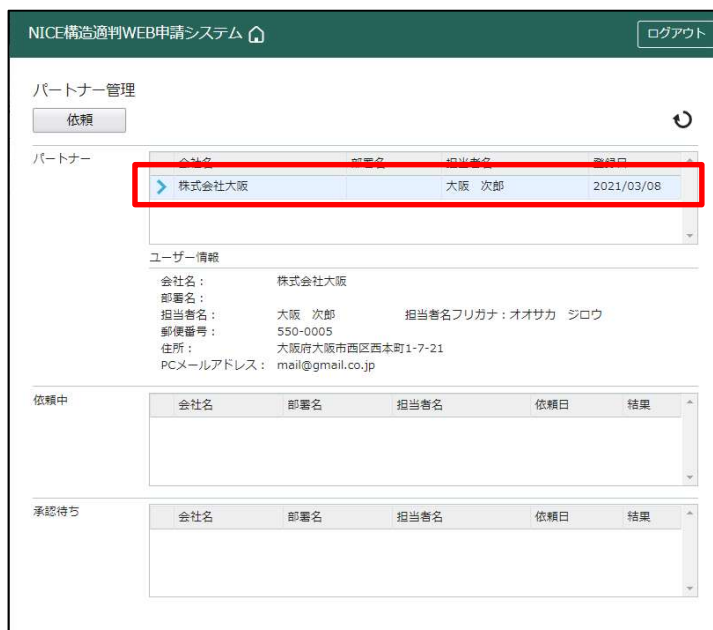 NICE構造適判WEB申請システム
ログアウト
パートナー管理
依頼
パートナー
会社名 部署名 担当者名 登録日
株式会社大阪 大阪 次郎 2021/03/08
ユーザー情報
会社名： 株式会社大阪
部署名：
担当者名： 大阪 次郎 担当者名フリガナ：オオサカ ジロウ
郵便番号： 550-0005
住所： 大阪府大阪市西区西本町1-7-21
PCメールアドレス： mail@gmail.co.jp
依頼中
会社名 部署名 担当者名 依頼日 結果
承認待ち
会社名 部署名 担当者名 依頼日 結果